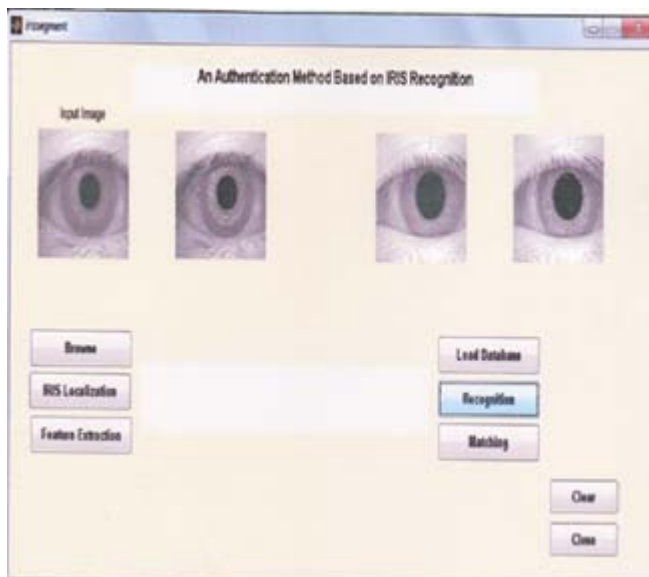 An Authentication Method Based on IRIS Recognition
Input Image
Browse
IRIS Localization
Feature Extraction
Load Database
Recognition
Matching
Clear
Close